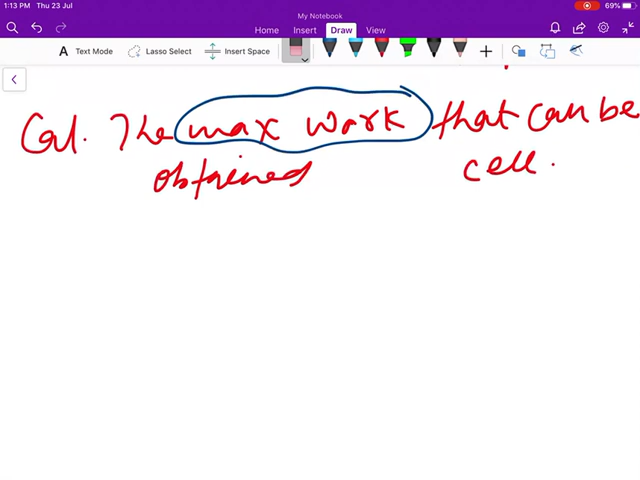 1:13 PM Thu 23 Jul
69%
My Notebook
Home Insert Draw View
Text Mode Lasso Select Insert Space
Cal. The max work that can be
obtained cell.